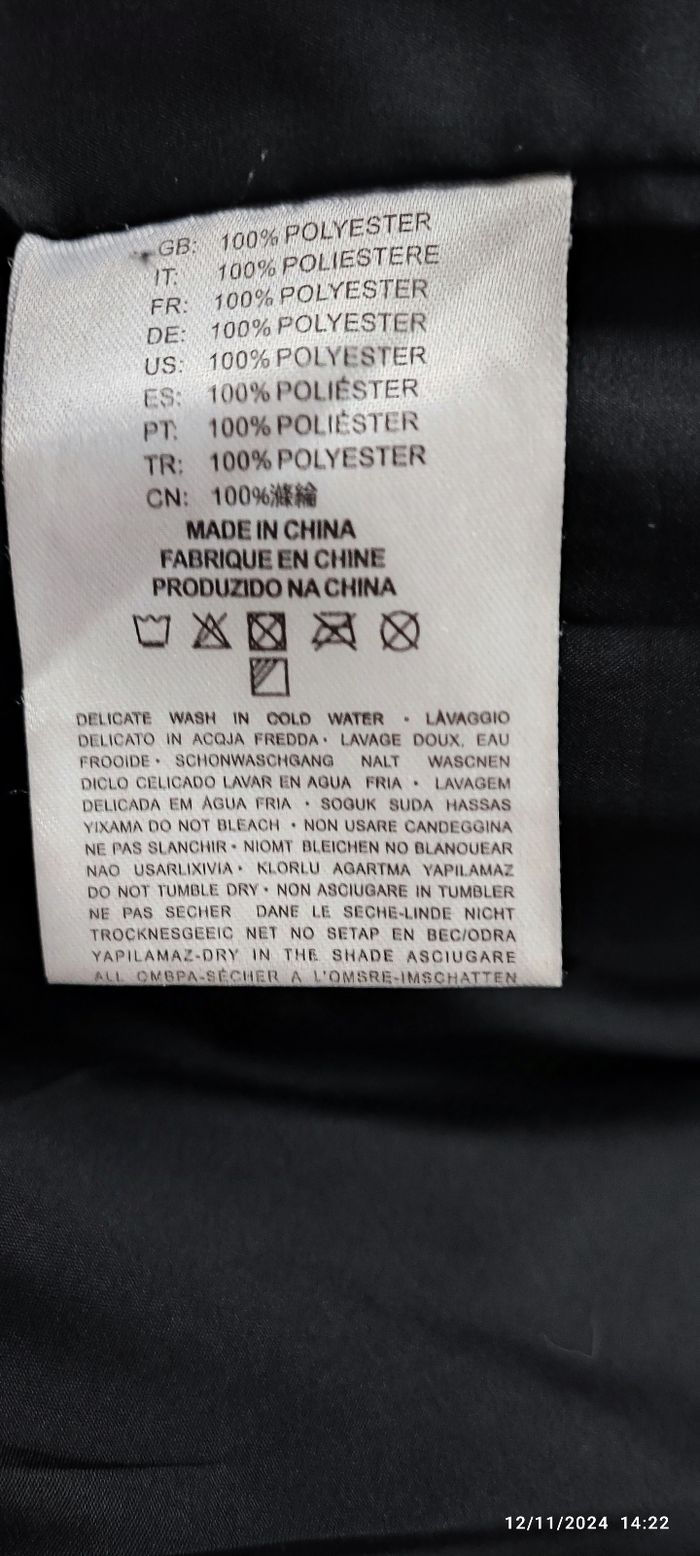 GB: 100% POLYESTER
IT: 100% POLIESTERE
FR: 100% POLYESTER
DE: 100% POLYESTER
US: 100% POLYESTER
ES: 100% POLIÉSTER
PT: 100% POLIÉSTER
TR: 100% POLYESTER
CN: 100%滌綸
MADE IN CHINA
FABRIQUE EN CHINE
PRODUZIDO NA CHINA
DELICATE WASH IN COLD WATER • LAVAGGIO
DELICATO IN ACQJA FREDDA • LAVAGE DOUX, EAU
FROOIDE • SCHONWASCHGANG NALT WASCNEN
DICLO CELICADO LAVAR EN AGUA FRIA • LAVAGEM
DELICADA EM ÁGUA FRIA • SOGUK SUDA HASSAS
YIXAMA DO NOT BLEACH • NON USARE CANDEGGINA
NE PAS SLANCHIR • NIOMT BLEICHEN NO BLANOUEAR
NAO USARLIXIVIA • KLORLU AGARTMA YAPILAMAZ
DO NOT TUMBLE DRY • NON ASCIUGARE IN TUMBLER
NE PAS SECHER DANE LE SECHE-LINDE NICHT
TROCKNESGEEIC NET NO SETAP EN BEC/ODRA
YAPILAMAZ-DRY IN THE SHADE ASCIUGARE
ALL OMBPA-SÉCHER A L'OMSRE-IMSCHATTEN
12/11/2024 14:22